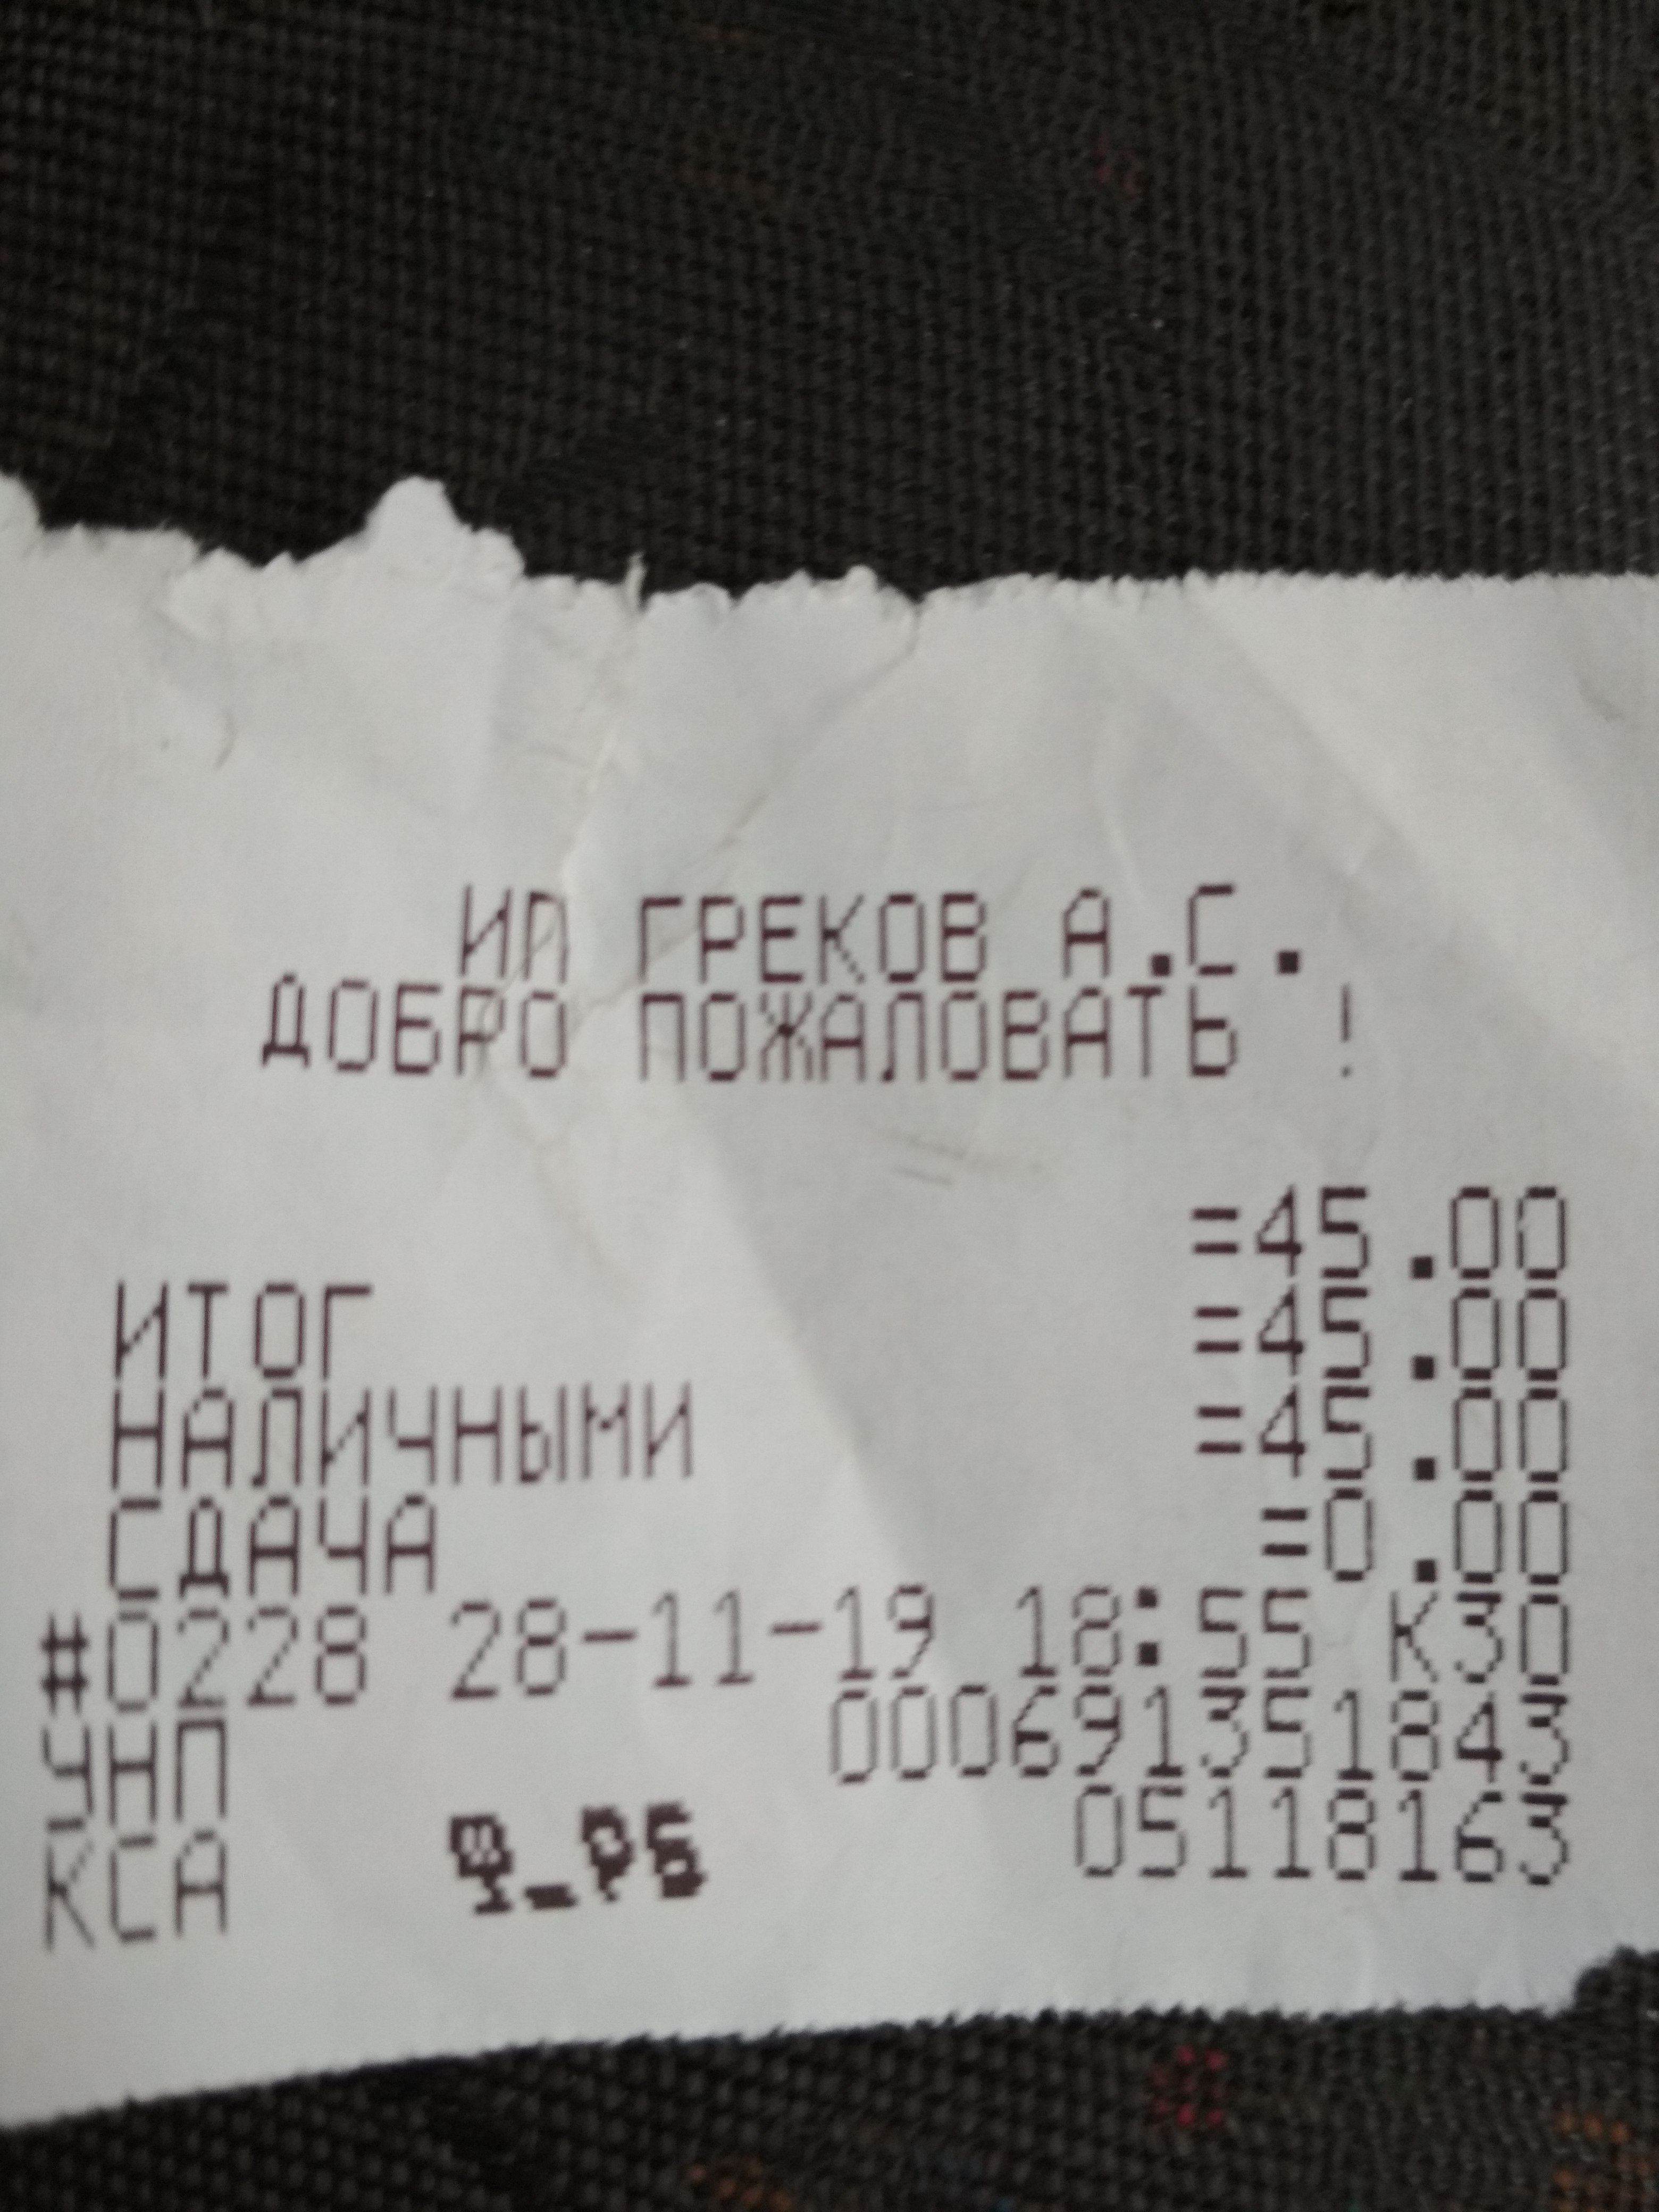 ИП ГРЕКОВ А.С.
ДОБРО ПОЖАЛОВАТЬ !
=45.00
ИТОГ =45.00
НАЛИЧНЫМИ =45.00
СДАЧА =0.00
#0228 28-11-19 18:55 К30
УНП 000691351843
КСА 05118163